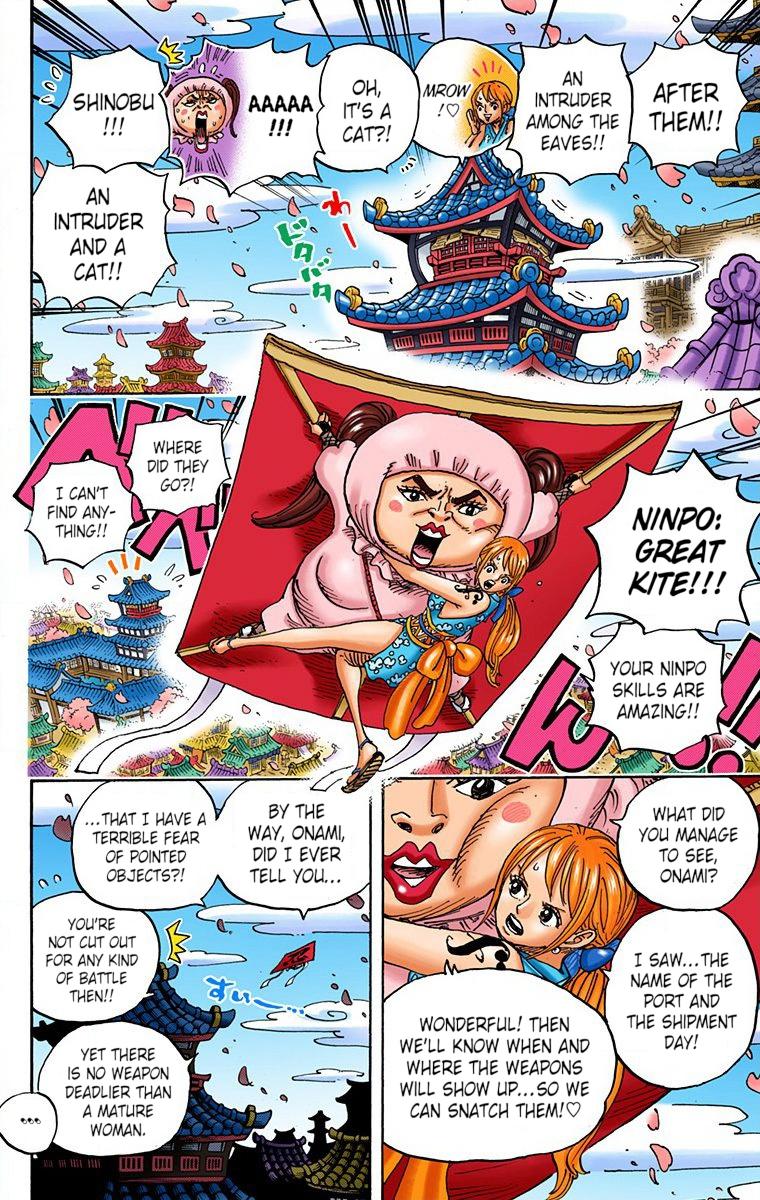 AFTER
THEM!!
AN
INTRUDER
AMONG THE
EAVES!!
MROW
!♡
OH,
IT'S A
CAT?!
AAAAA
!!!
SHINOBU
!!!
AN
INTRUDER
AND A
CAT!!
わー
ドタバタ
NINPO:
GREAT
KITE!!!
YOUR NINPO
SKILLS ARE
AMAZING!!
WHERE
DID THEY
GO?!
I CAN'T
FIND ANY-
THING!!
WHAT DID
YOU MANAGE
TO SEE,
ONAMI?
I SAW...THE
NAME OF THE
PORT AND
THE SHIPMENT
DAY!
WONDERFUL! THEN
WE'LL KNOW WHEN AND
WHERE THE WEAPONS
WILL SHOW UP...SO WE
CAN SNATCH THEM!♡
BY THE
WAY, ONAMI,
DID I EVER
TELL YOU...
...THAT I HAVE A
TERRIBLE FEAR
OF POINTED
OBJECTS?!
YOU'RE
NOT CUT OUT
FOR ANY KIND
OF BATTLE
THEN!!
すいー...
YET THERE
IS NO WEAPON
DEADLIER THAN
A MATURE
WOMAN.
...